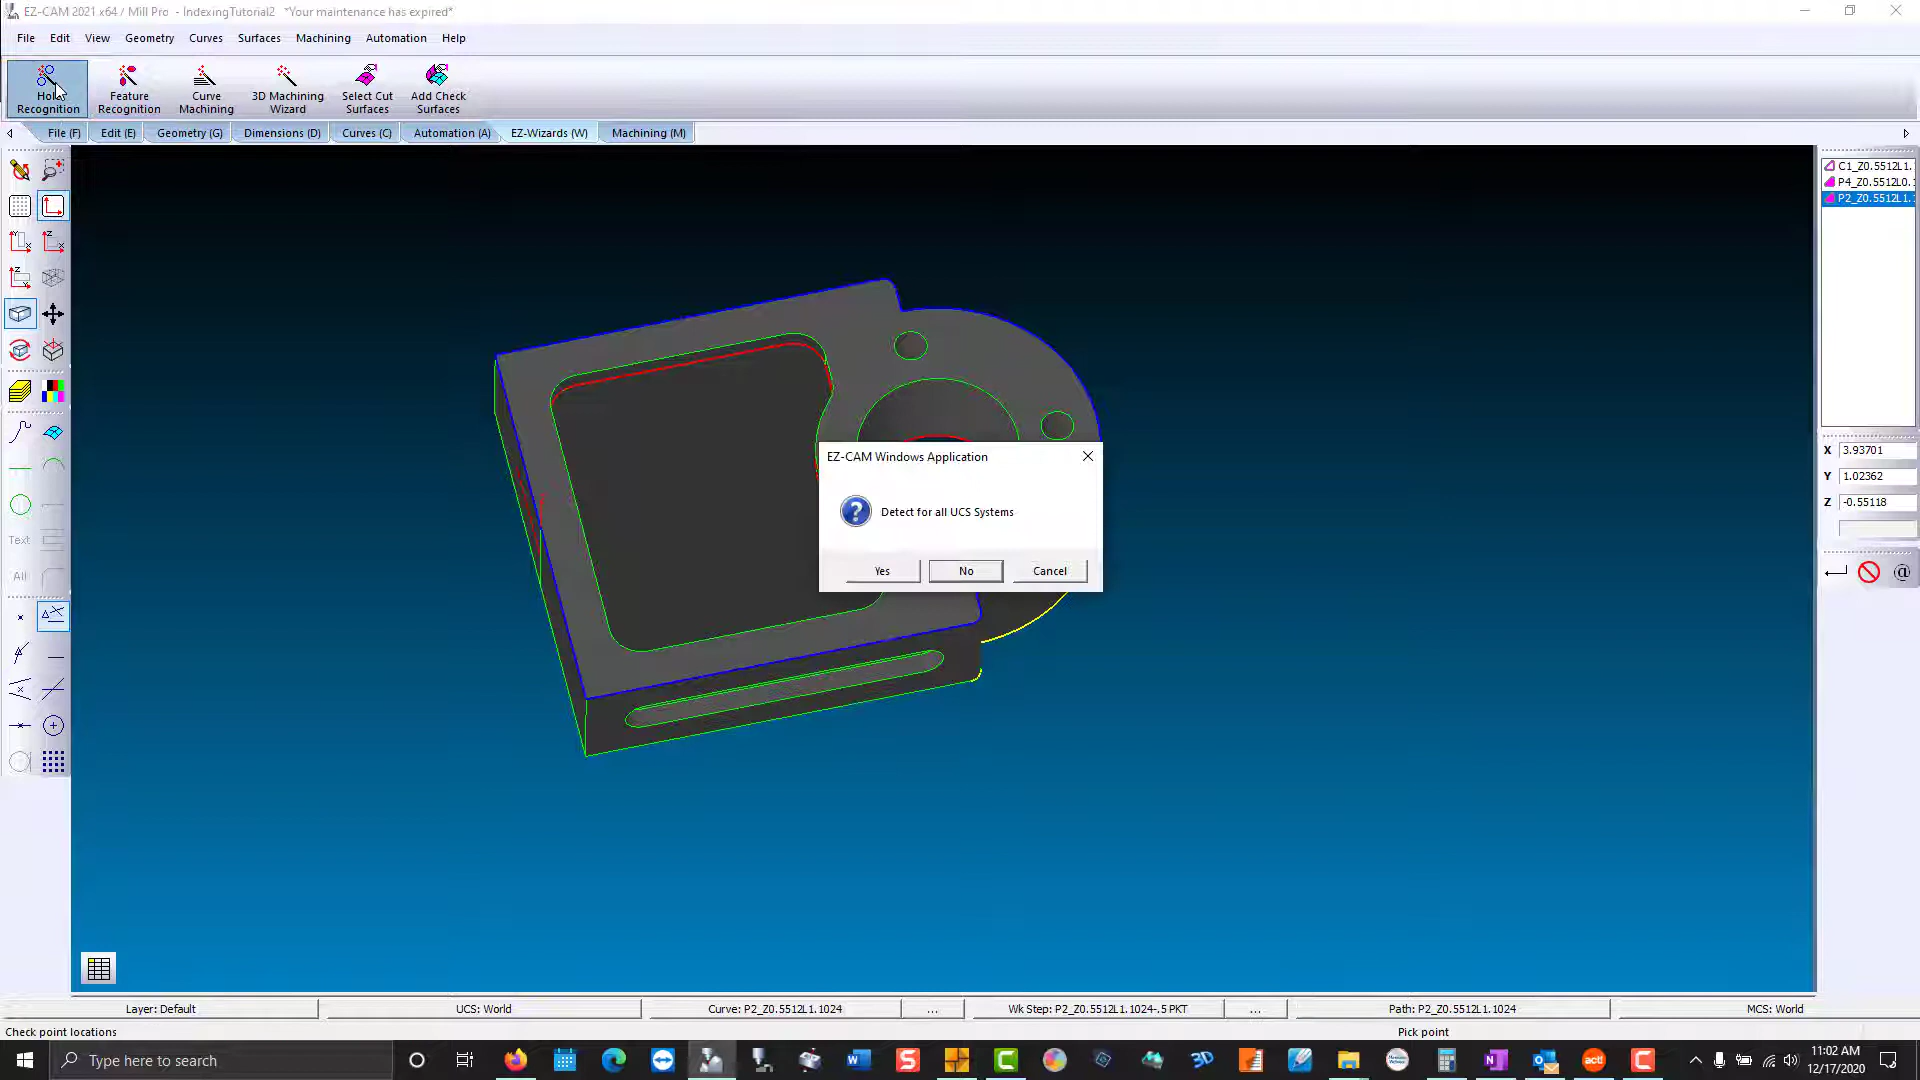 EZ-CAM 2021 x64 / Mill Pro - IndexingTutorial2 *Your maintenance has expired*
File Edit View Geometry Curves Surfaces Machining Automation Help
Recognition
Feature Recognition
Curve Machining
3D Machining Wizard
Select Cut Surfaces
Add Check Surfaces
File (F) Edit (E) Geometry (G) Dimensions (D) Curves (C) Automation (A) EZ-Wizards (W) Machining (M)
C1_Z0.5512L1.
P4_Z0.5512L0.
P2_Z0.5512L1.
EZ-CAM Windows Application
Detect for all UCS Systems
Yes No Cancel
X 3.93701
Y 1.02362
Z -0.55118
Text
All
Layer: Default UCS: World Curve: P2_Z0.5512L1.1024 ... Wk Step: P2_Z0.5512L1.1024-.5 PKT ... Path: P2_Z0.5512L1.1024 MCS: World
Check point locations Pick point
Type here to search
11:02 AM
12/17/2020